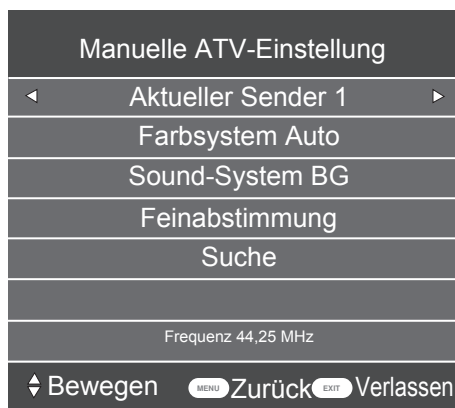 Manuelle ATV-Einstellung
Aktueller Sender 1
Farbsystem Auto
Sound-System BG
Feinabstimmung
Suche
Frequenz 44,25 MHz
Bewegen MENU Zurück EXIT Verlassen